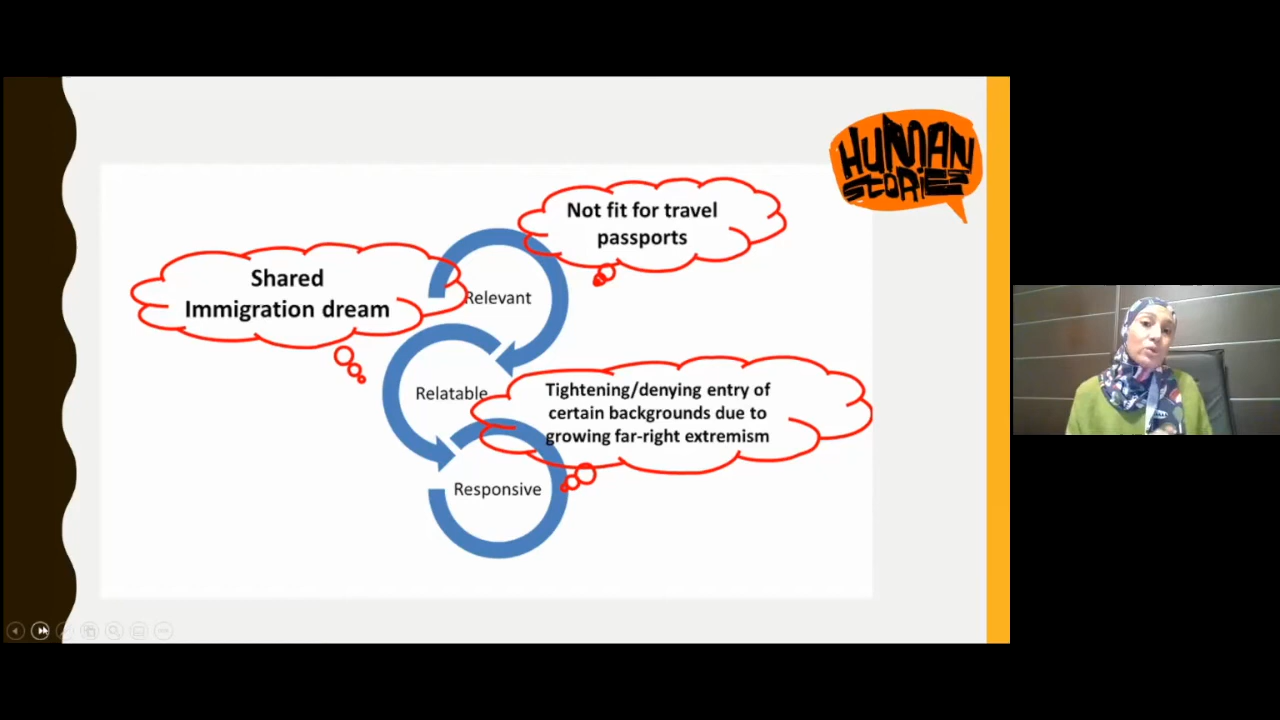 HUMAN
STORIES
Not fit for travel
passports
Shared
Immigration dream
Relevant
Relatable
Tightening/denying entry of
certain backgrounds due to
growing far-right extremism
Responsive